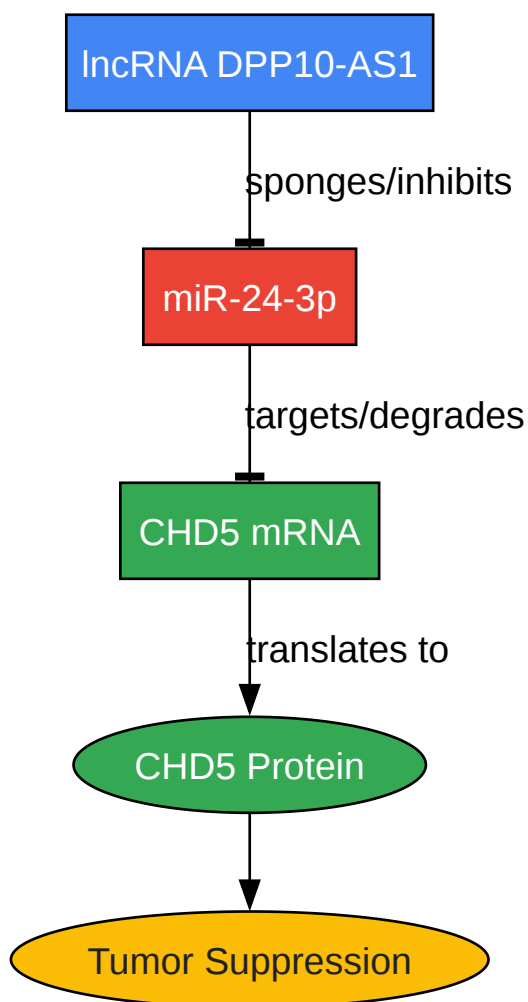 lncRNA DPP10-AS1
sponges/inhibits
miR-24-3p
targets/degrades
CHD5 mRNA
translates to
CHD5 Protein
Tumor Suppression